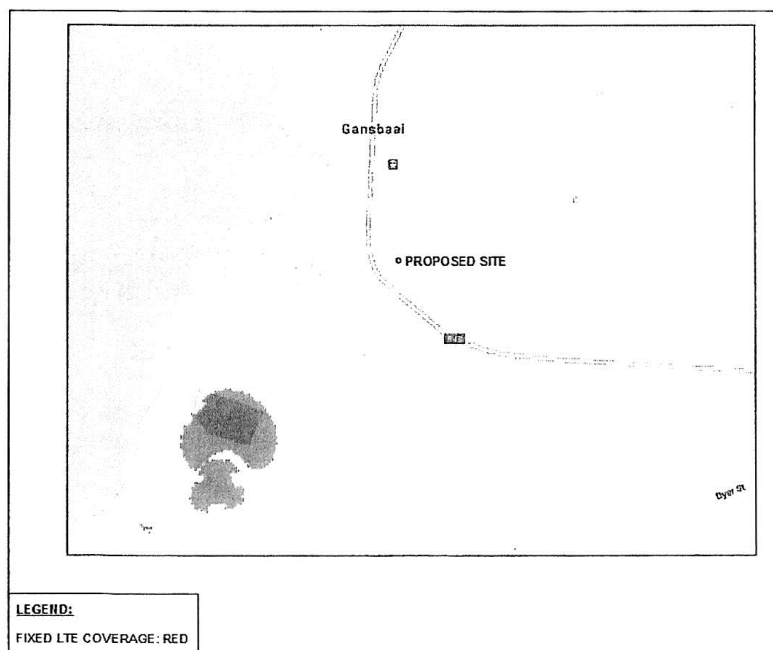 Gansbaai
PROPOSED SITE
Dyer St
LEGEND:
FIXED LTE COVERAGE: RED